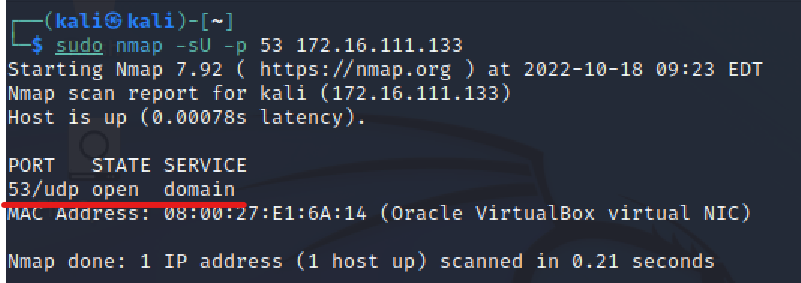 ┌──(kali㉿kali)-[~]
└─$ sudo nmap -sU -p 53 172.16.111.133
Starting Nmap 7.92 ( https://nmap.org ) at 2022-10-18 09:23 EDT
Nmap scan report for kali (172.16.111.133)
Host is up (0.00078s latency).
PORT   STATE SERVICE
53/udp open  domain
MAC Address: 08:00:27:E1:6A:14 (Oracle VirtualBox virtual NIC)
Nmap done: 1 IP address (1 host up) scanned in 0.21 seconds